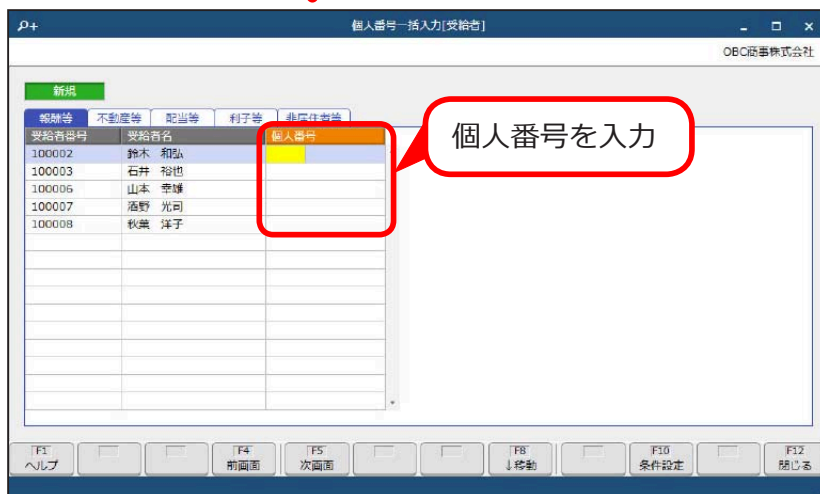 個人番号一括入力[受給者]
OBC商事株式会社
新規
報酬等 不動産等 配当等 利子等 非居住者等
個人番号を入力
受給者番号 受給者名 個人番号
100002 鈴木 和弘
100003 石井 裕也
100006 山本 幸雄
100007 酒野 光司
100008 秋葉 洋子
F1 F4 F5 F8 F10 F12
ヘルプ 前画面 次画面 ↓移動 条件設定 閉じる